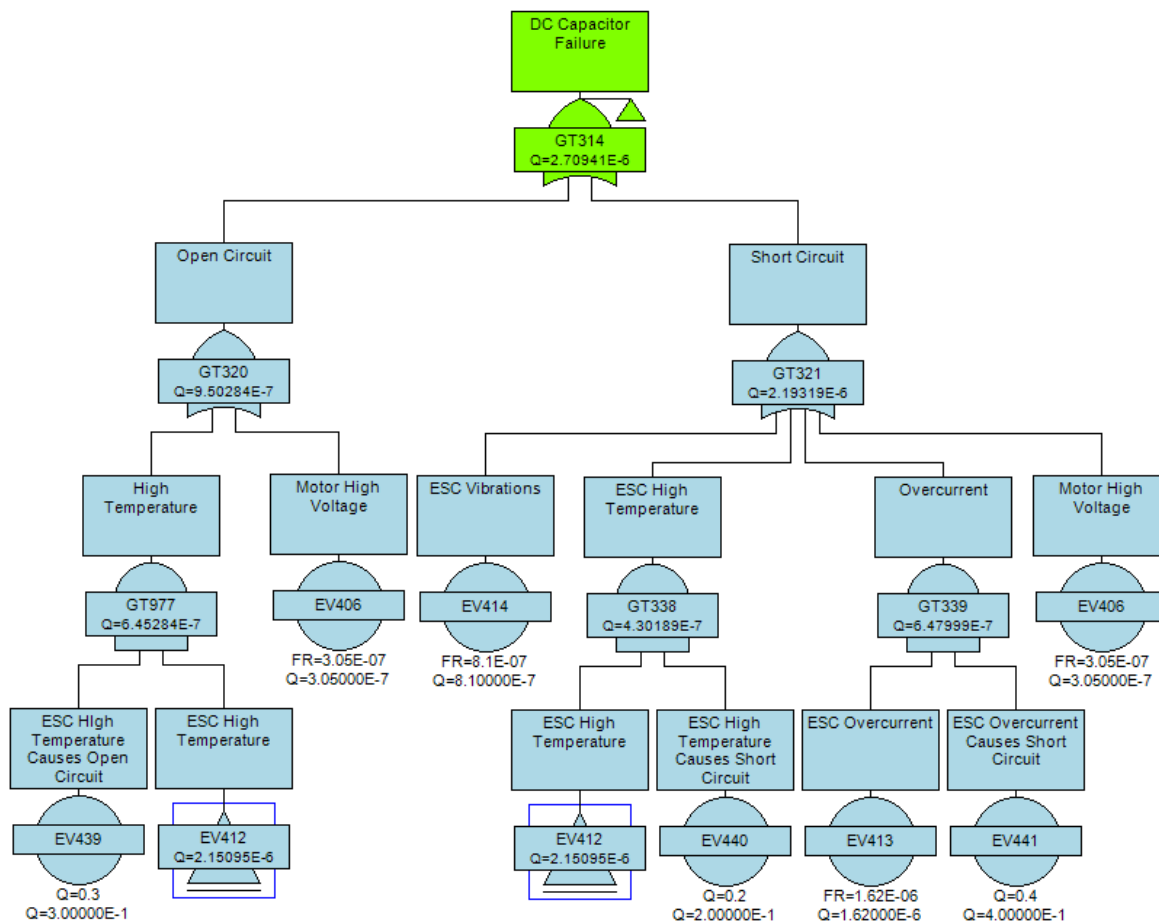 DC Capacitor
Failure
GT314
Q=2.70941E-6
Open Circuit
GT320
Q=9.50284E-7
Short Circuit
GT321
Q=2.19319E-6
High
Temperature
GT977
Q=6.45284E-7
Motor High
Voltage
EV406
FR=3.05E-07
Q=3.05000E-7
ESC Vibrations
EV414
FR=8.1E-07
Q=8.10000E-7
ESC High
Temperature
GT338
Q=4.30189E-7
Overcurrent
GT339
Q=6.47999E-7
Motor High
Voltage
EV406
FR=3.05E-07
Q=3.05000E-7
ESC HIgh
Temperature
Causes Open
Circuit
EV439
Q=0.3
Q=3.00000E-1
ESC High
Temperature
EV412
Q=2.15095E-6
ESC High
Temperature
EV412
Q=2.15095E-6
ESC High
Temperature
Causes Short
Circuit
EV440
Q=0.2
Q=2.00000E-1
ESC Overcurrent
EV413
FR=1.62E-06
Q=1.62000E-6
ESC Overcurrent
Causes Short
Circuit
EV441
Q=0.4
Q=4.00000E-1